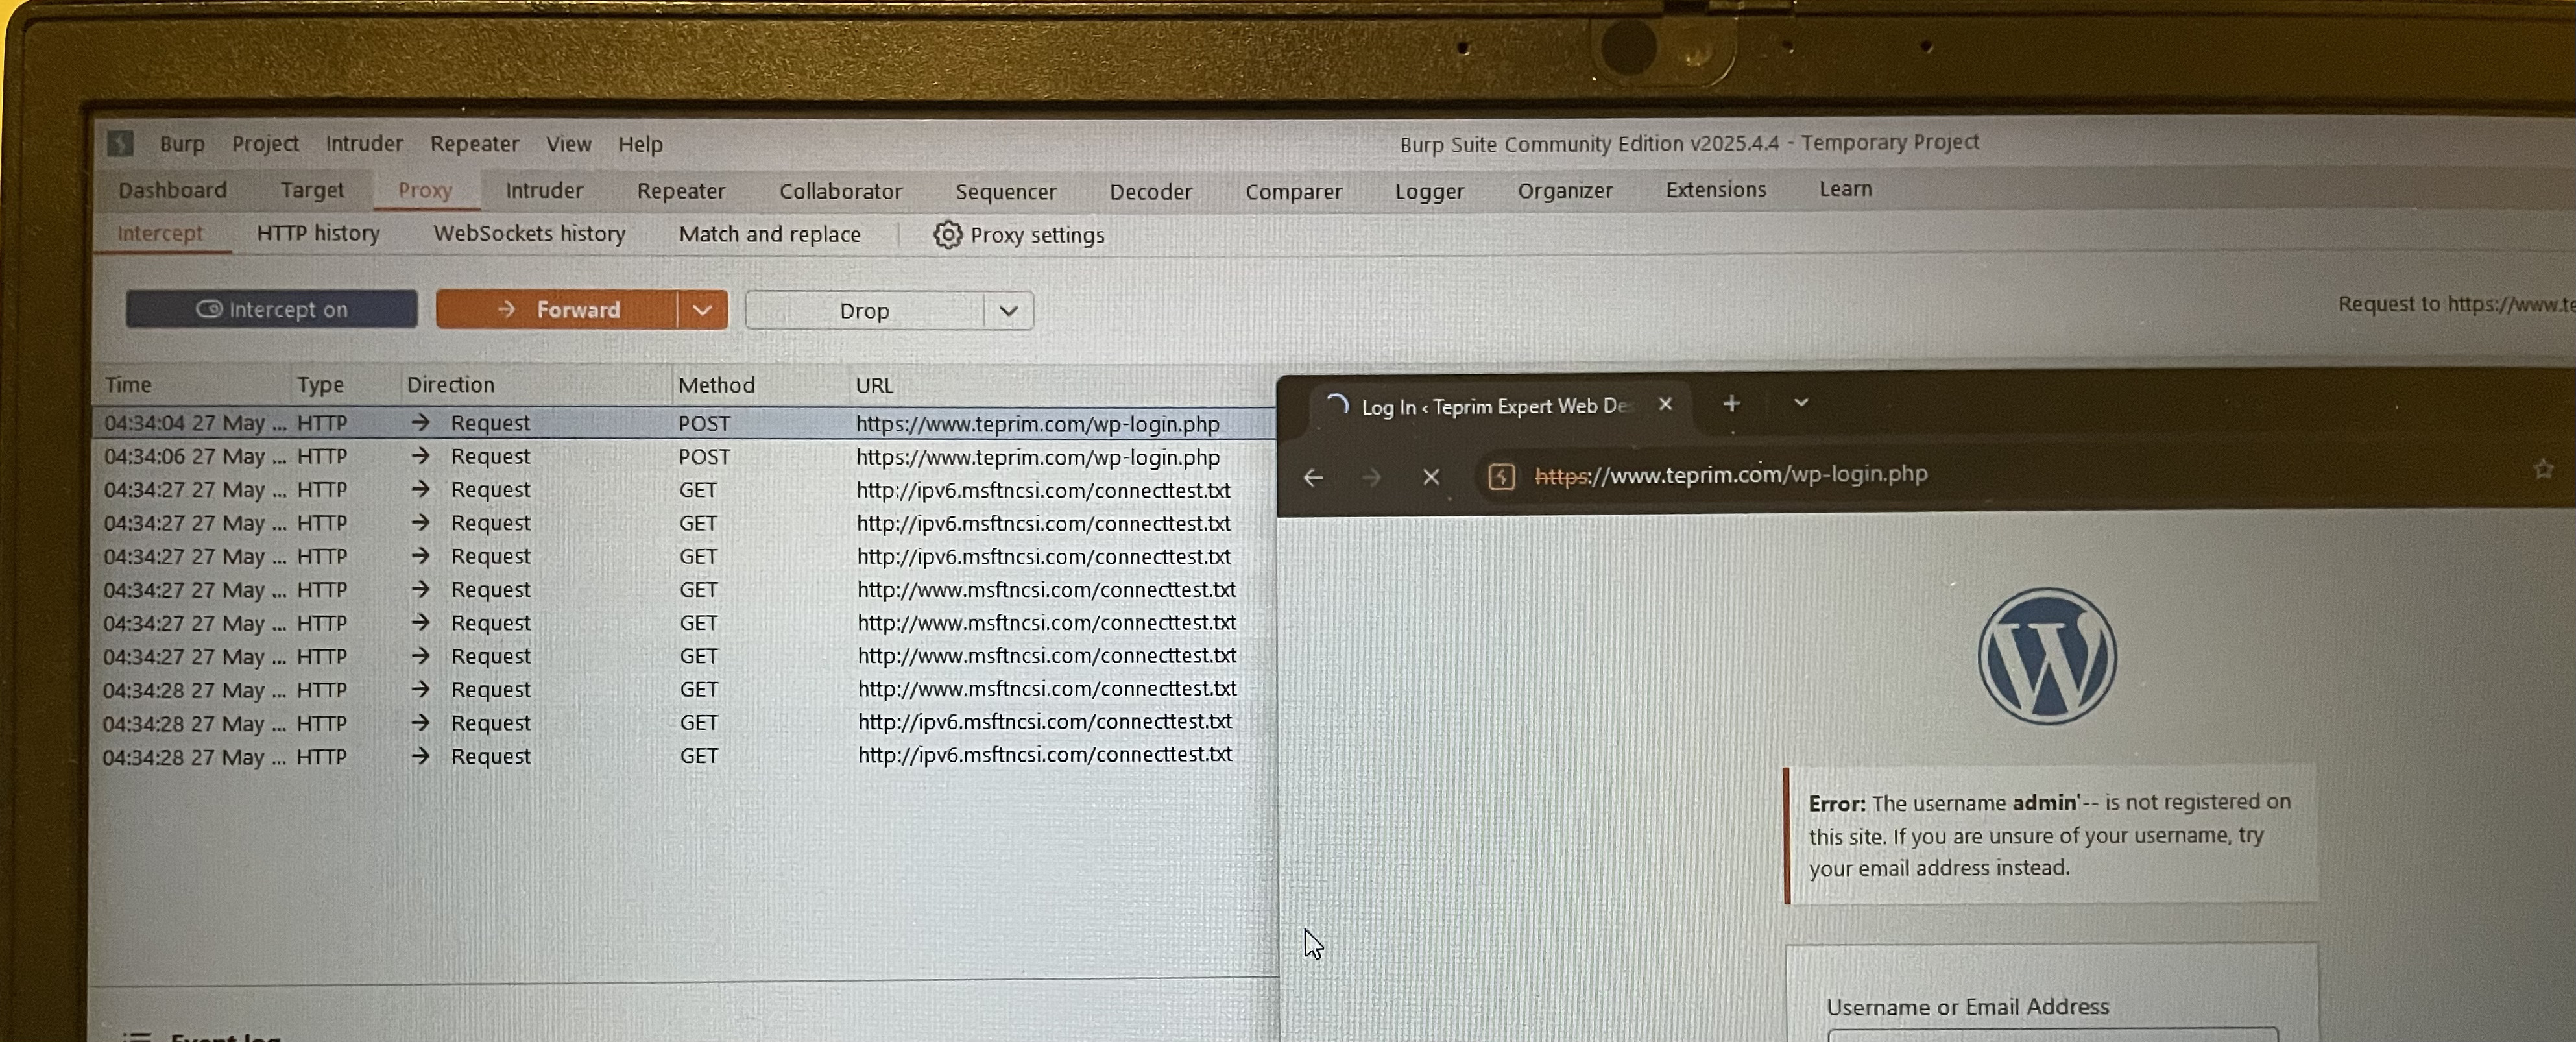 Burp Project Intruder Repeater View Help Burp Suite Community Edition v2025.4.4 - Temporary Project
Dashboard Target Proxy Intruder Repeater Collaborator Sequencer Decoder Comparer Logger Organizer Extensions Learn
Intercept HTTP history WebSockets history Match and replace Proxy settings
Intercept on Forward Drop Request to https://www.te
Time Type Direction Method URL
04:34:04 27 May ... HTTP → Request POST https://www.teprim.com/wp-login.php
04:34:06 27 May ... HTTP → Request POST https://www.teprim.com/wp-login.php
04:34:27 27 May ... HTTP → Request GET http://ipv6.msftncsi.com/connecttest.txt
04:34:27 27 May ... HTTP → Request GET http://ipv6.msftncsi.com/connecttest.txt
04:34:27 27 May ... HTTP → Request GET http://ipv6.msftncsi.com/connecttest.txt
04:34:27 27 May ... HTTP → Request GET http://www.msftncsi.com/connecttest.txt
04:34:27 27 May ... HTTP → Request GET http://www.msftncsi.com/connecttest.txt
04:34:27 27 May ... HTTP → Request GET http://www.msftncsi.com/connecttest.txt
04:34:28 27 May ... HTTP → Request GET http://www.msftncsi.com/connecttest.txt
04:34:28 27 May ... HTTP → Request GET http://ipv6.msftncsi.com/connecttest.txt
04:34:28 27 May ... HTTP → Request GET http://ipv6.msftncsi.com/connecttest.txt
Log In ‹ Teprim Expert Web De
https://www.teprim.com/wp-login.php
Error: The username admin'-- is not registered on
this site. If you are unsure of your username, try
your email address instead.
Username or Email Address
Event log